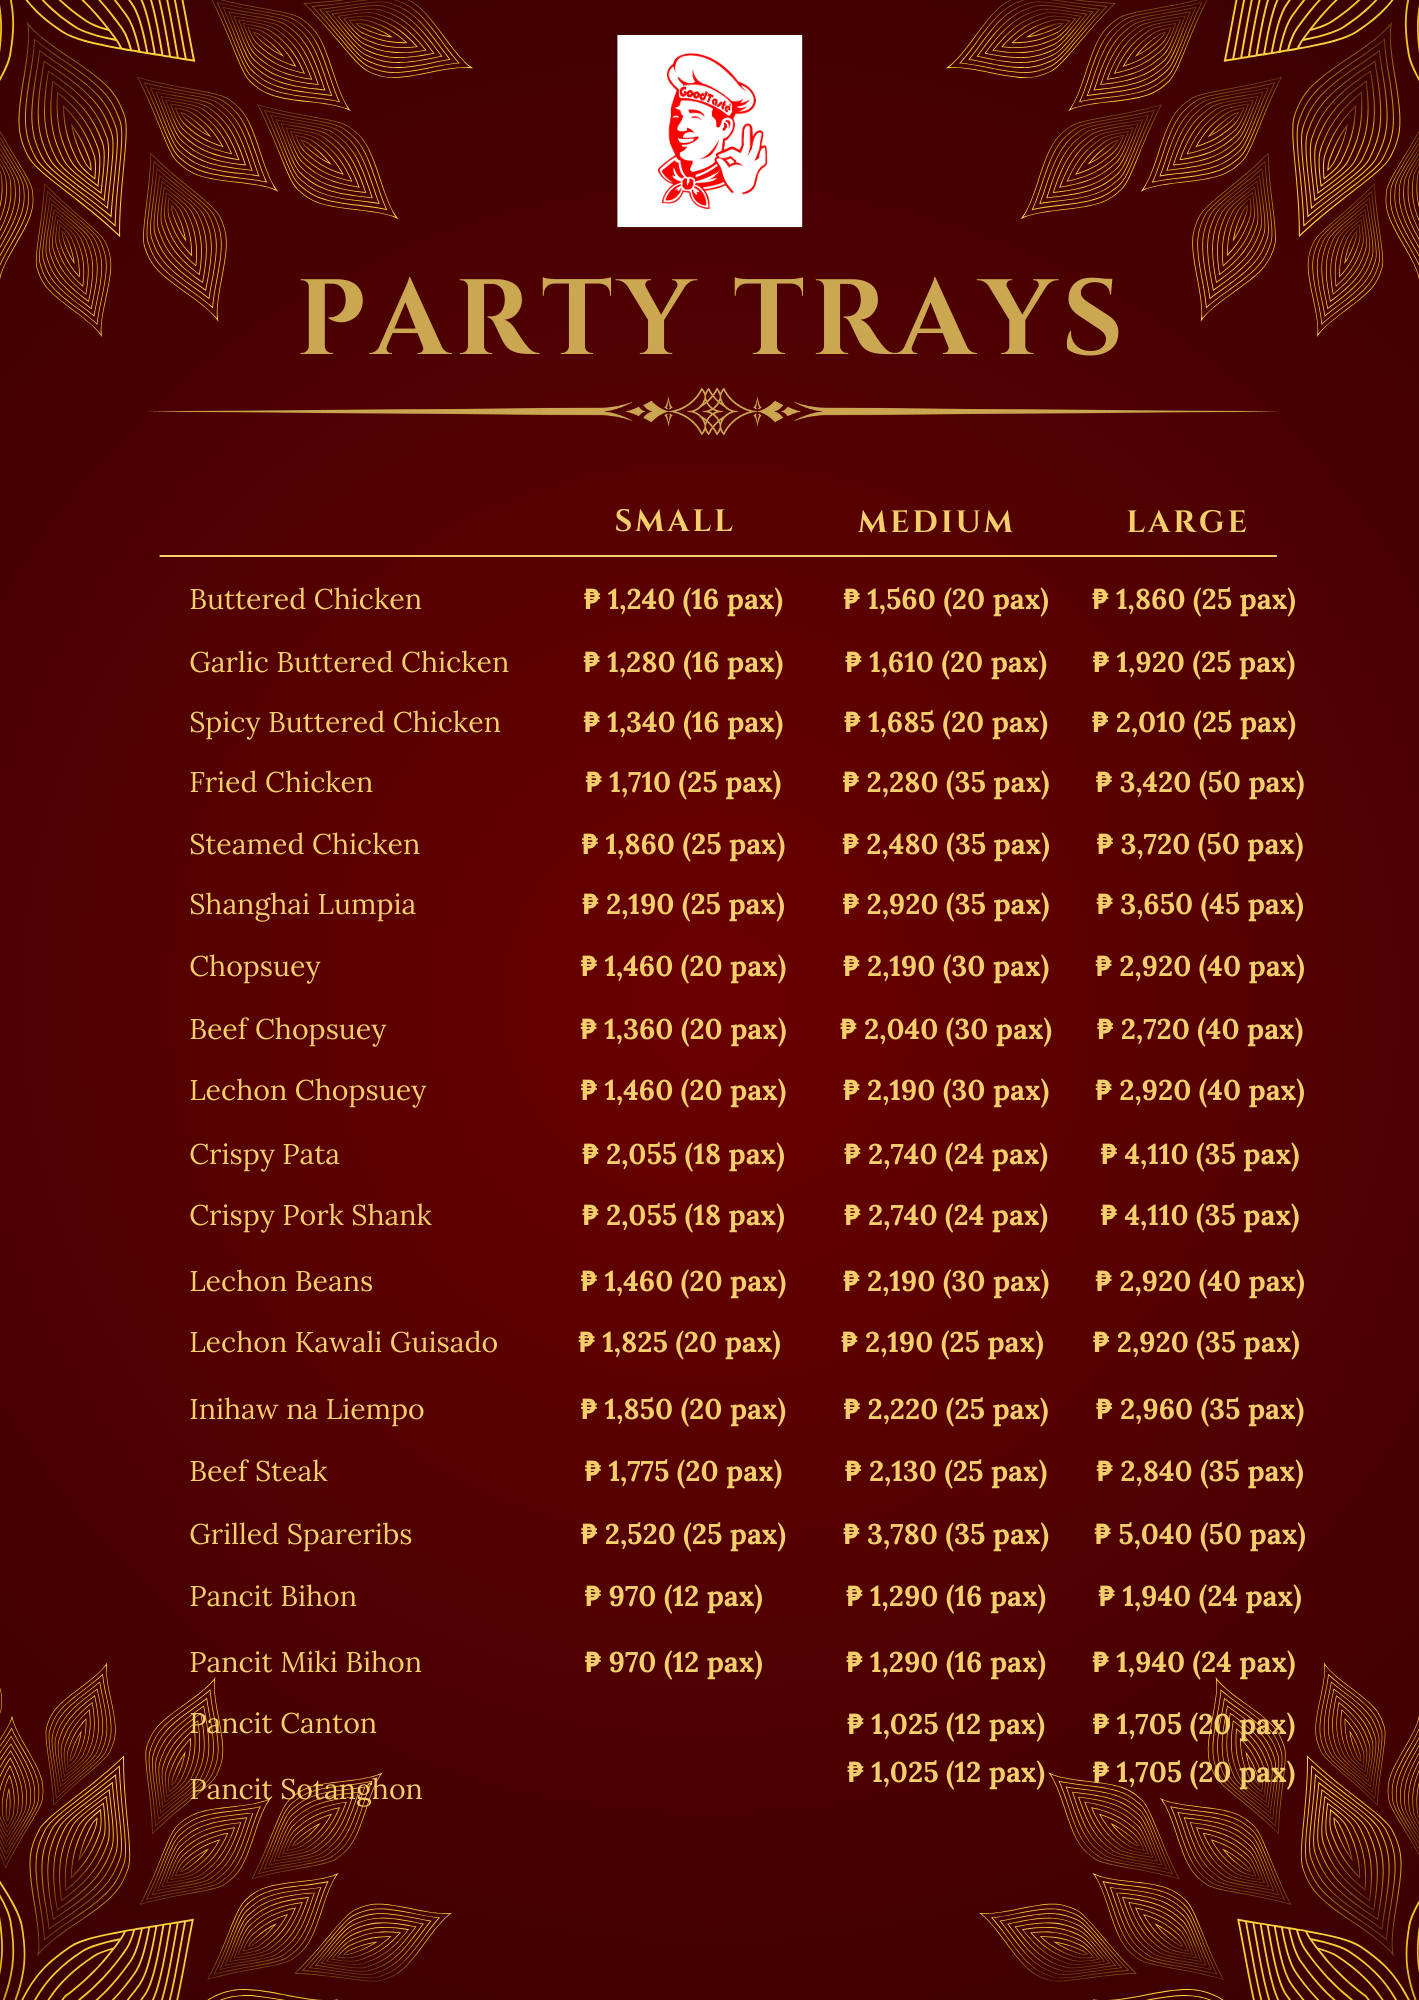 GoodTaste
PARTY TRAYS
SMALL MEDIUM LARGE
Buttered Chicken ₱ 1,240 (16 pax) ₱ 1,560 (20 pax) ₱ 1,860 (25 pax)
Garlic Buttered Chicken ₱ 1,280 (16 pax) ₱ 1,610 (20 pax) ₱ 1,920 (25 pax)
Spicy Buttered Chicken ₱ 1,340 (16 pax) ₱ 1,685 (20 pax) ₱ 2,010 (25 pax)
Fried Chicken ₱ 1,710 (25 pax) ₱ 2,280 (35 pax) ₱ 3,420 (50 pax)
Steamed Chicken ₱ 1,860 (25 pax) ₱ 2,480 (35 pax) ₱ 3,720 (50 pax)
Shanghai Lumpia ₱ 2,190 (25 pax) ₱ 2,920 (35 pax) ₱ 3,650 (45 pax)
Chopsuey ₱ 1,460 (20 pax) ₱ 2,190 (30 pax) ₱ 2,920 (40 pax)
Beef Chopsuey ₱ 1,360 (20 pax) ₱ 2,040 (30 pax) ₱ 2,720 (40 pax)
Lechon Chopsuey ₱ 1,460 (20 pax) ₱ 2,190 (30 pax) ₱ 2,920 (40 pax)
Crispy Pata ₱ 2,055 (18 pax) ₱ 2,740 (24 pax) ₱ 4,110 (35 pax)
Crispy Pork Shank ₱ 2,055 (18 pax) ₱ 2,740 (24 pax) ₱ 4,110 (35 pax)
Lechon Beans ₱ 1,460 (20 pax) ₱ 2,190 (30 pax) ₱ 2,920 (40 pax)
Lechon Kawali Guisado ₱ 1,825 (20 pax) ₱ 2,190 (25 pax) ₱ 2,920 (35 pax)
Inihaw na Liempo ₱ 1,850 (20 pax) ₱ 2,220 (25 pax) ₱ 2,960 (35 pax)
Beef Steak ₱ 1,775 (20 pax) ₱ 2,130 (25 pax) ₱ 2,840 (35 pax)
Grilled Spareribs ₱ 2,520 (25 pax) ₱ 3,780 (35 pax) ₱ 5,040 (50 pax)
Pancit Bihon ₱ 970 (12 pax) ₱ 1,290 (16 pax) ₱ 1,940 (24 pax)
Pancit Miki Bihon ₱ 970 (12 pax) ₱ 1,290 (16 pax) ₱ 1,940 (24 pax)
Pancit Canton ₱ 1,025 (12 pax) ₱ 1,705 (20 pax)
Pancit Sotanghon ₱ 1,025 (12 pax) ₱ 1,705 (20 pax)